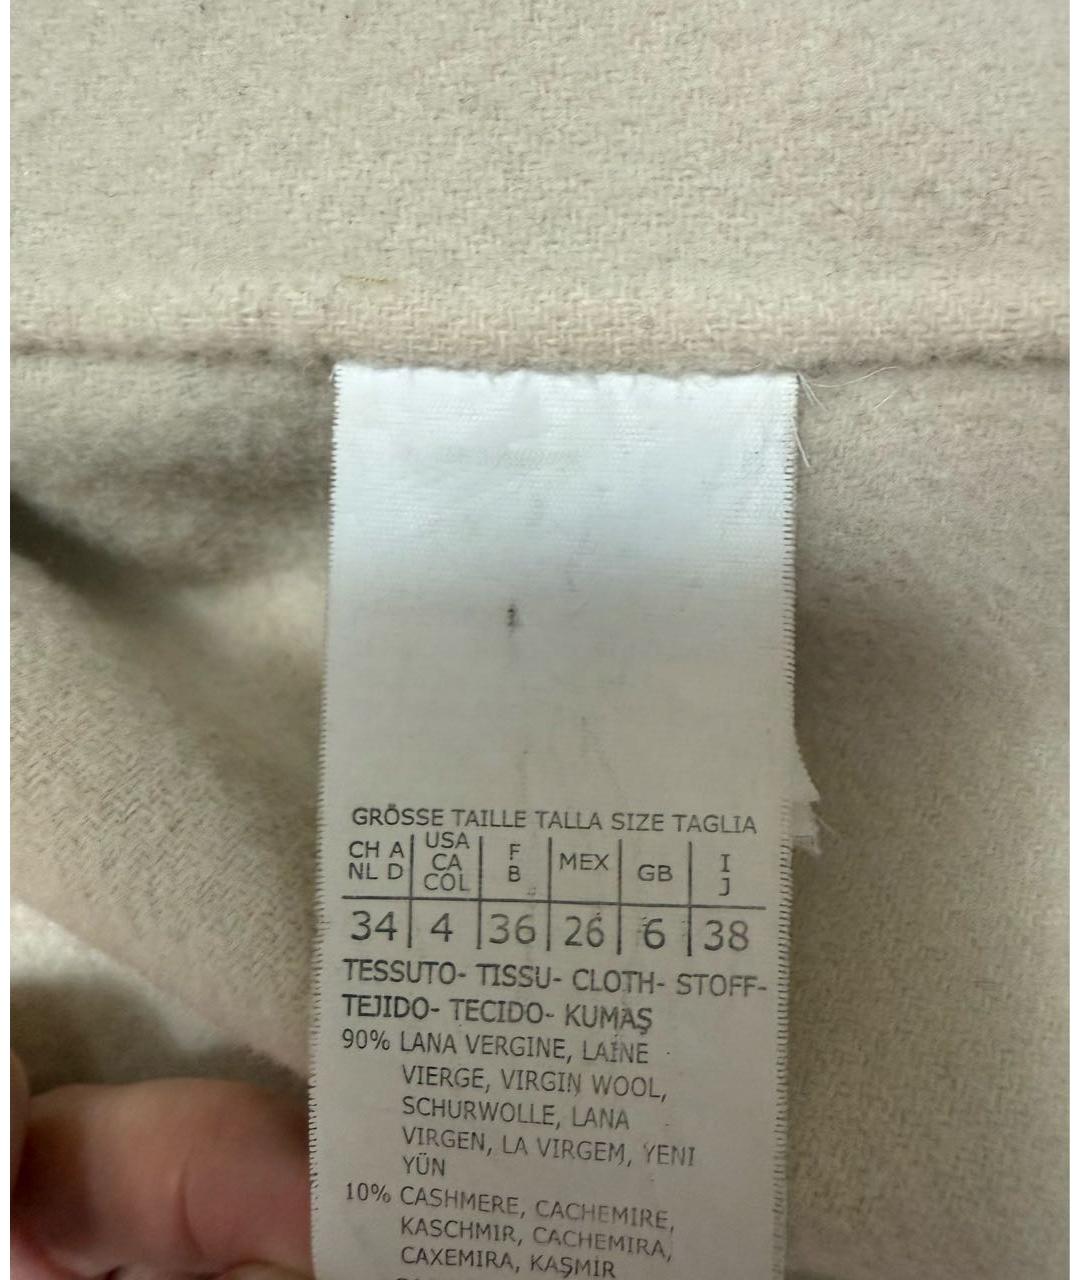 GRÖSSE TAILLE TALLA SIZE TAGLIA
CH A USA F MEX GB I
NL D CA B J
COL
34 4 36 26 6 38
TESSUTO- TISSU- CLOTH- STOFF-
TEJIDO- TECIDO- KUMAŞ
90% LANA VERGINE, LAINE
VIERGE, VIRGIN WOOL,
SCHURWOLLE, LANA
VIRGEN, LA VIRGEM, YENI
YÜN
10% CASHMERE, CACHEMIRE,
KASCHMIR, CACHEMIRA,
CAXEMIRA, KAŞMİR